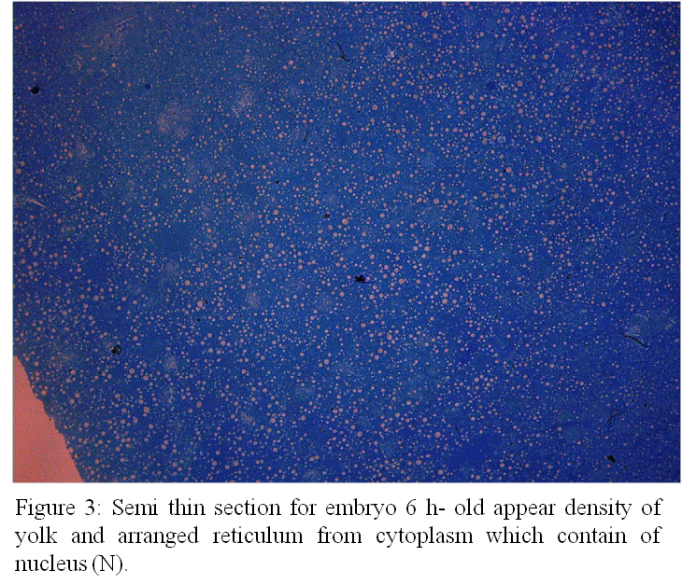 Figure 3: Semi thin section for embryo 6 h- old appear density of
yolk and arranged reticulum from cytoplasm which contain of
nucleus (N).